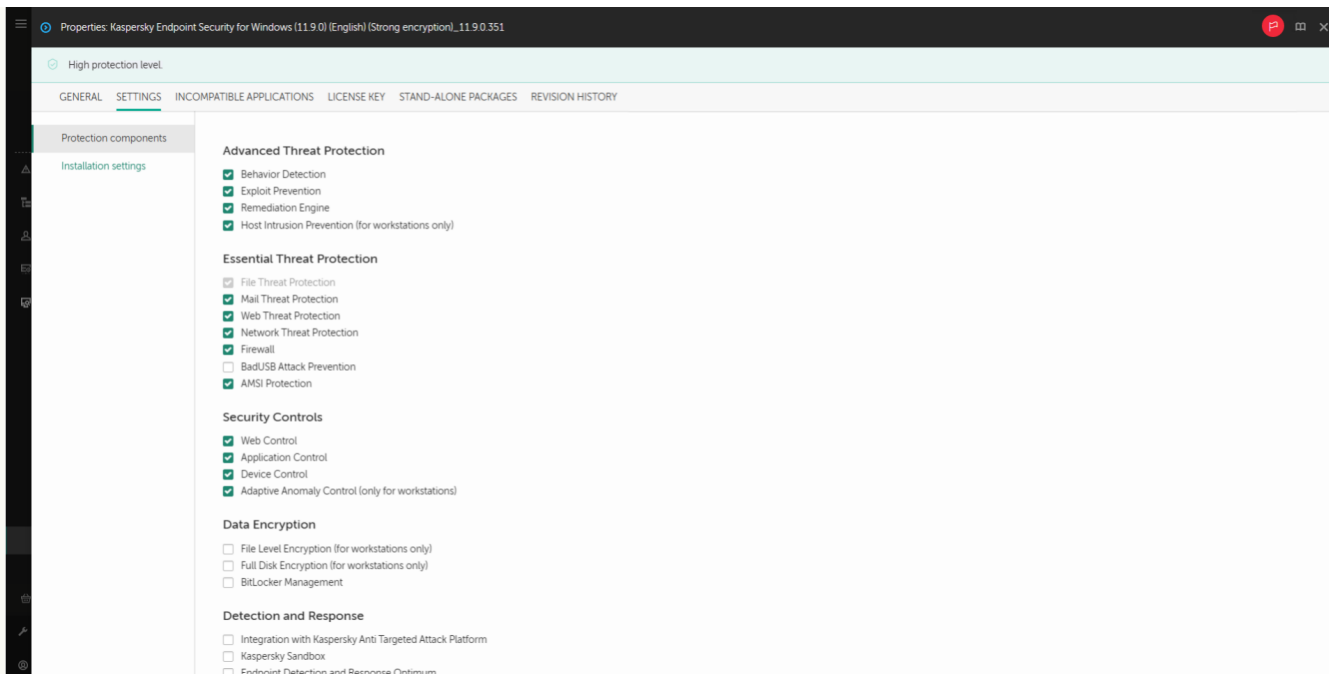 Properties: Kaspersky Endpoint Security for Windows (11.9.0) (English) (Strong encryption)_11.9.0.351
High protection level.
GENERAL SETTINGS INCOMPATIBLE APPLICATIONS LICENSE KEY STAND-ALONE PACKAGES REVISION HISTORY
Protection components
Installation settings
Advanced Threat Protection
Behavior Detection
Exploit Prevention
Remediation Engine
Host Intrusion Prevention (for workstations only)
Essential Threat Protection
File Threat Protection
Mail Threat Protection
Web Threat Protection
Network Threat Protection
Firewall
BadUSB Attack Prevention
AMSI Protection
Security Controls
Web Control
Application Control
Device Control
Adaptive Anomaly Control (only for workstations)
Data Encryption
File Level Encryption (for workstations only)
Full Disk Encryption (for workstations only)
BitLocker Management
Detection and Response
Integration with Kaspersky Anti Targeted Attack Platform
Kaspersky Sandbox
Endpoint Detection and Response Optimum